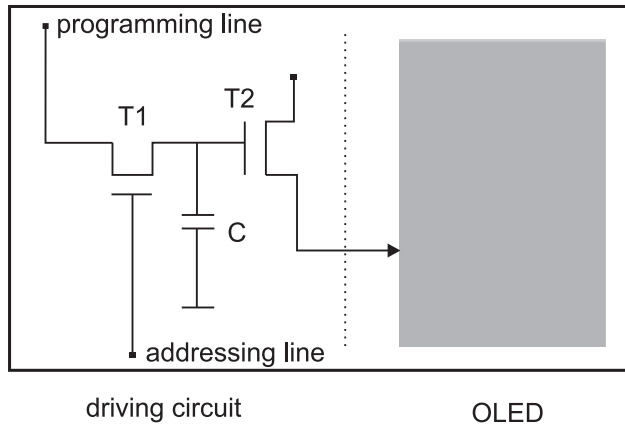 programming line
T1
T2
C
addressing line
driving circuit
OLED